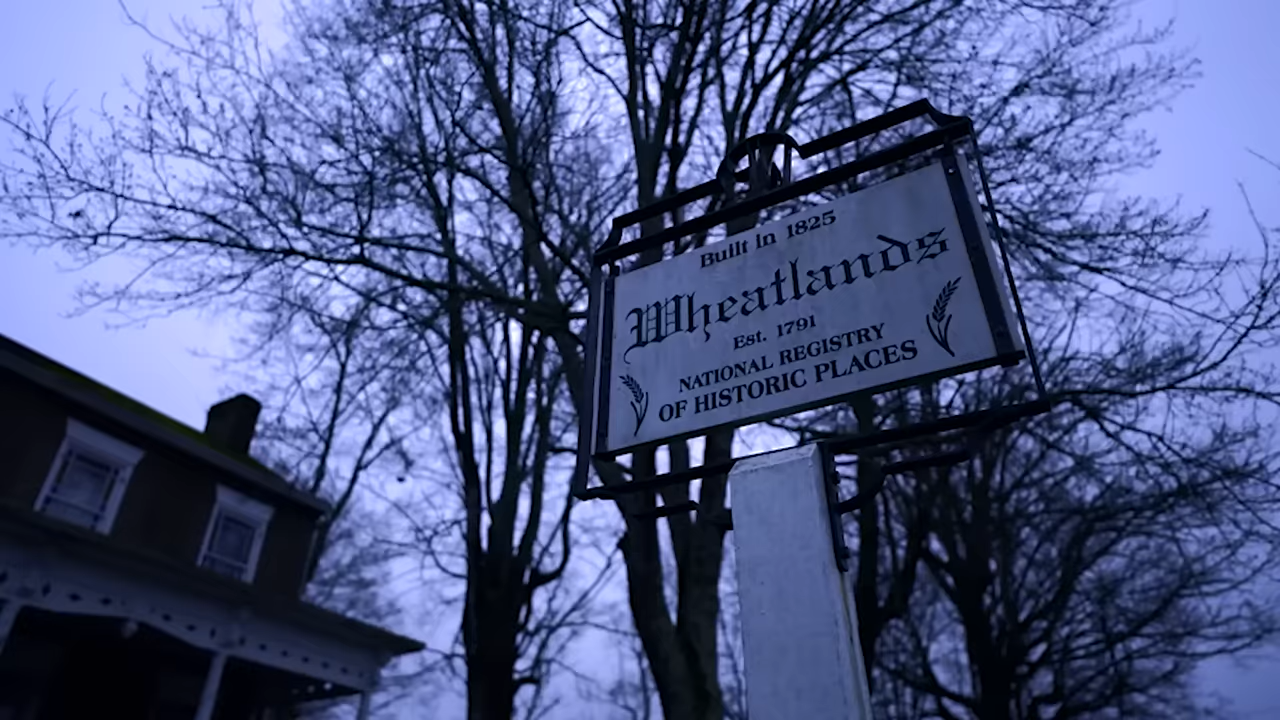 Built in 1825
Wheatlands
Est. 1791
NATIONAL REGISTRY
OF HISTORIC PLACES